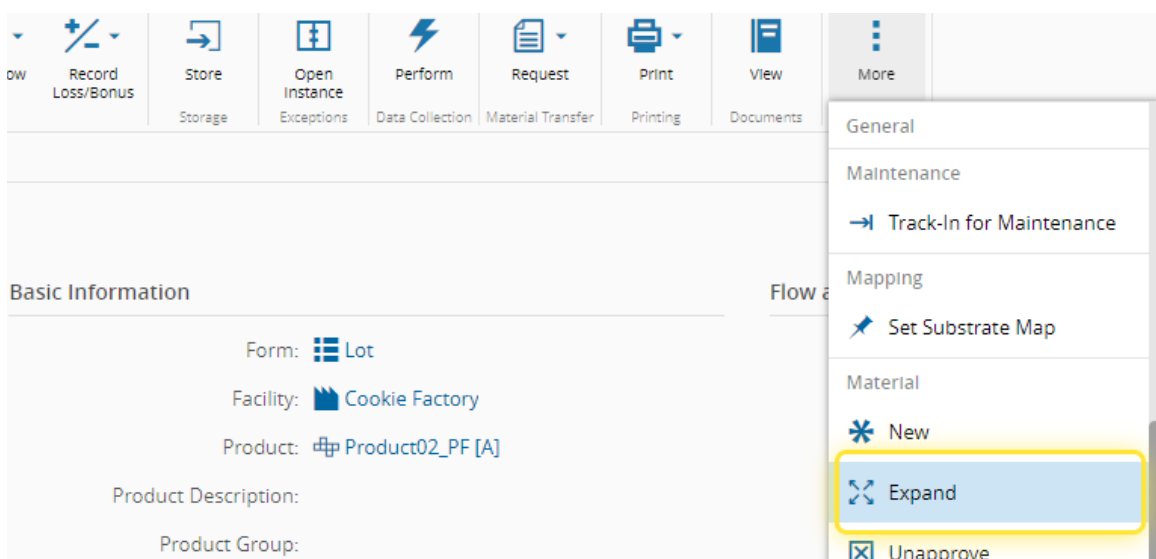 ow
Record
Loss/Bonus
Store
Open
Instance
Perform
Request
Print
View
More
Storage
Exceptions
Data Collection
Material Transfer
Printing
Documents
General
Maintenance
Track-In for Maintenance
Mapping
Set Substrate Map
Material
New
Expand
Unapprove
Basic Information
Flow a
Form: Lot
Facility: Cookie Factory
Product: Product02_PF [A]
Product Description:
Product Group: